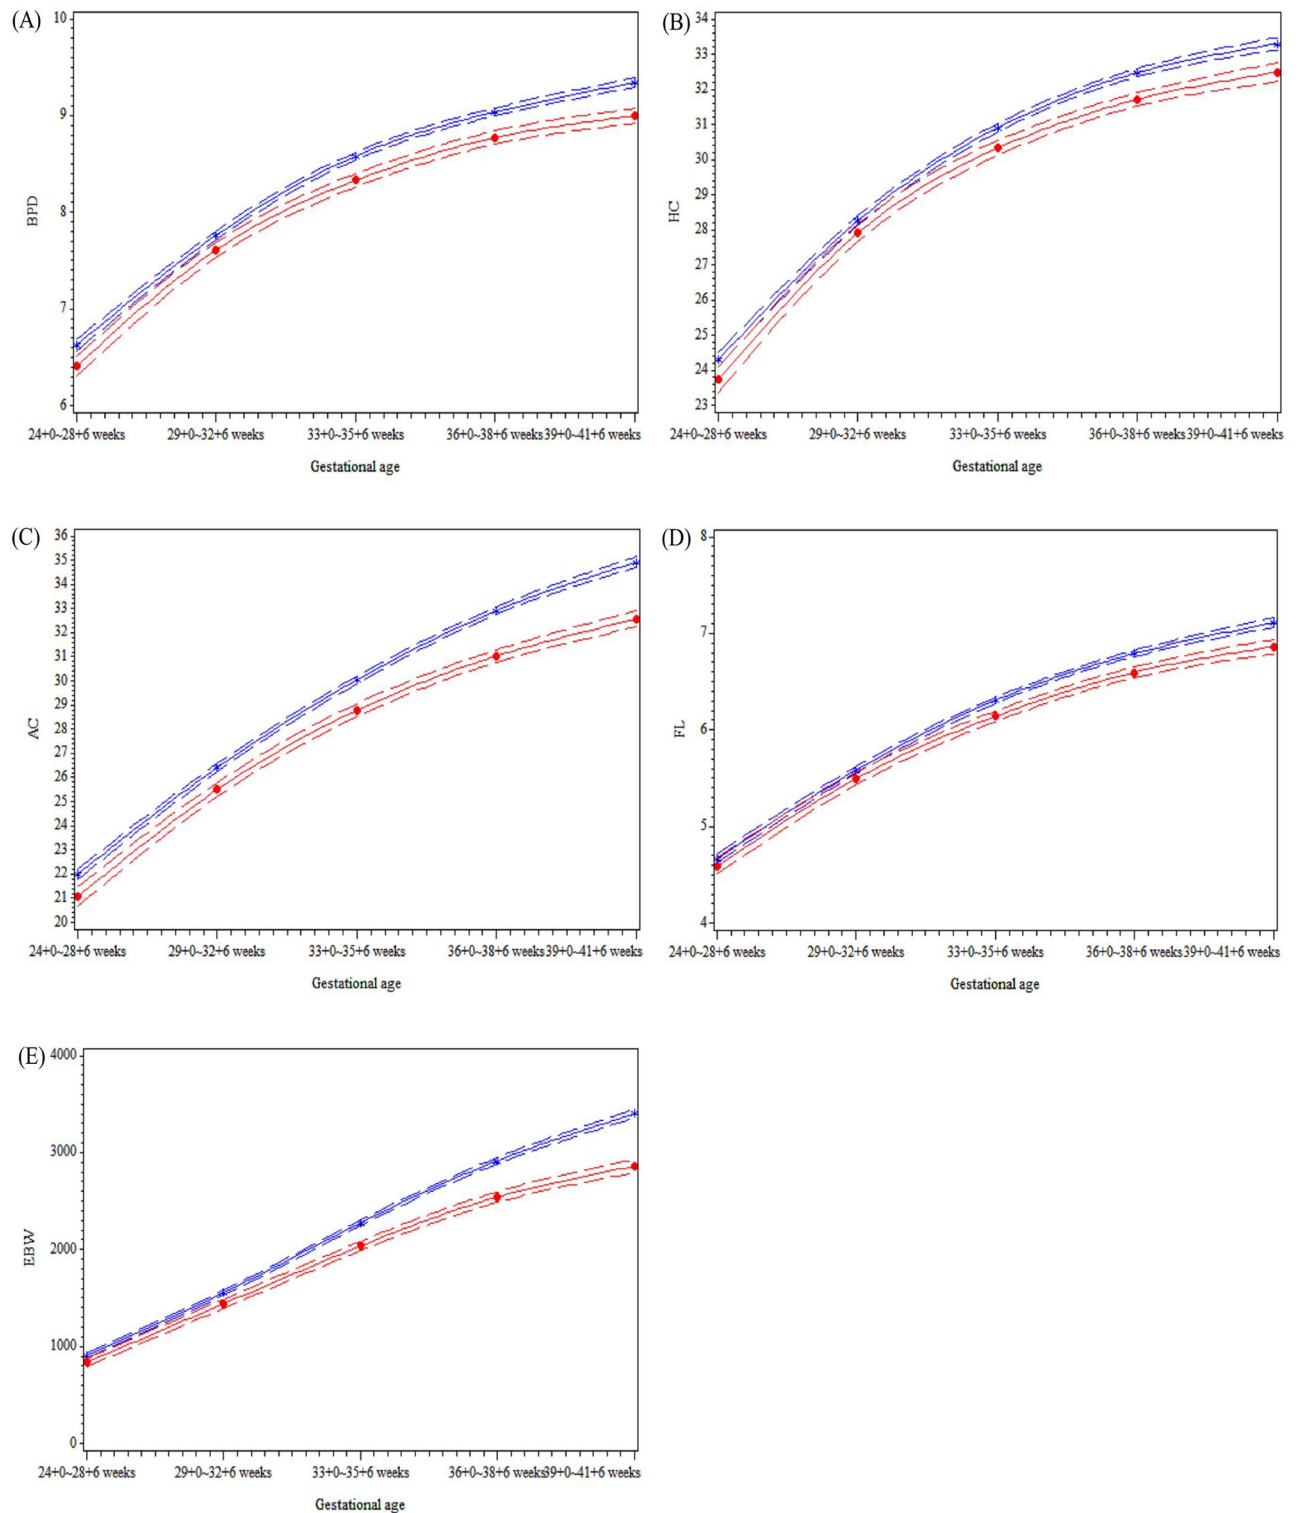 (A)
10
9
8
7
6
BPD
24+0~28+6 weeks 29+0~32+6 weeks 33+0~35+6 weeks 36+0~38+6 weeks 39+0~41+6 weeks
Gestational age
(B)
34
33
32
31
30
29
28
27
26
25
24
23
HC
24+0~28+6 weeks 29+0~32+6 weeks 33+0~35+6 weeks 36+0~38+6 weeks 39+0~41+6 weeks
Gestational age
(C)
36
35
34
33
32
31
30
29
28
27
26
25
24
23
22
21
20
AC
24+0~28+6 weeks 29+0~32+6 weeks 33+0~35+6 weeks 36+0~38+6 weeks 39+0~41+6 weeks
Gestational age
(D)
8
7
6
5
4
FL
24+0~28+6 weeks 29+0~32+6 weeks 33+0~35+6 weeks 36+0~38+6 weeks 39+0~41+6 weeks
Gestational age
(E)
4000
3000
2000
1000
0
EBW
24+0~28+6 weeks 29+0~32+6 weeks 33+0~35+6 weeks 36+0~38+6 weeks 39+0~41+6 weeks
Gestational age